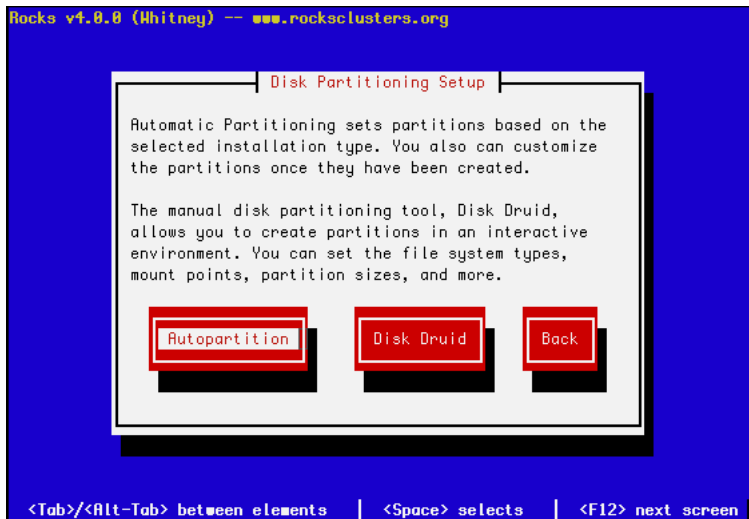 Rocks v4.0.0 (Whitney) -- www.rocksclusters.org
Disk Partitioning Setup
Automatic Partitioning sets partitions based on the
selected installation type. You also can customize
the partitions once they have been created.
The manual disk partitioning tool, Disk Druid,
allows you to create partitions in an interactive
environment. You can set the file system types,
mount points, partition sizes, and more.
Autopartition Disk Druid Back
<Tab>/<Alt-Tab> between elements | <Space> selects | <F12> next screen